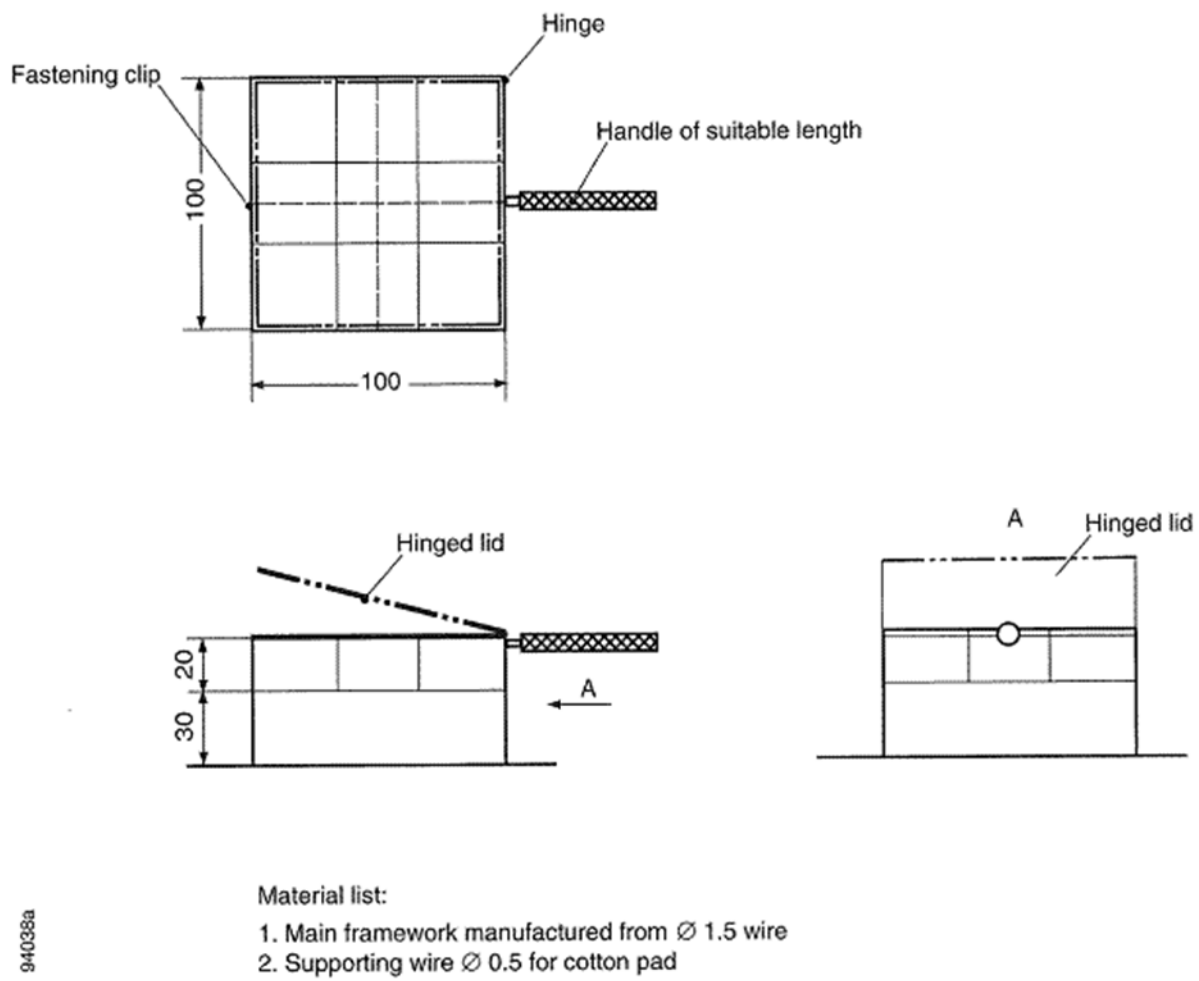 Hinge
Fastening clip
Handle of suitable length
100
100
Hinged lid
A
Hinged lid
20
A
30
Material list:
1. Main framework manufactured from ∅ 1.5 wire
2. Supporting wire ∅ 0.5 for cotton pad
94038a